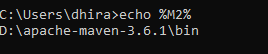 C:\Users\dhira>echo %M2%
D:\apache-maven-3.6.1\bin